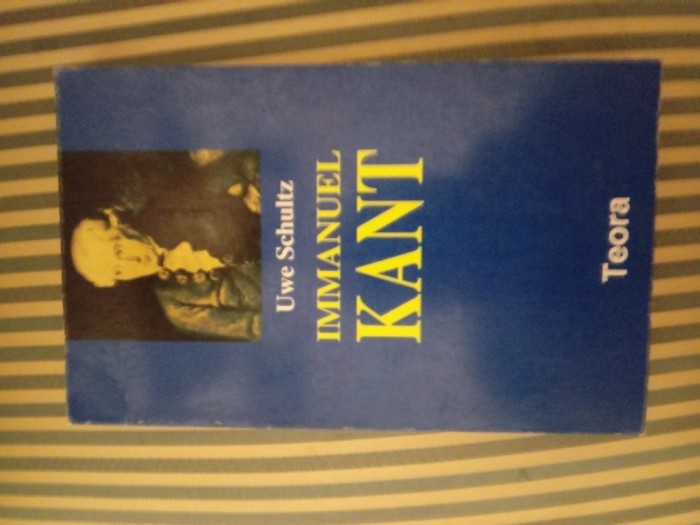 Uwe Schultz
IMMANUEL
KANT
Teora